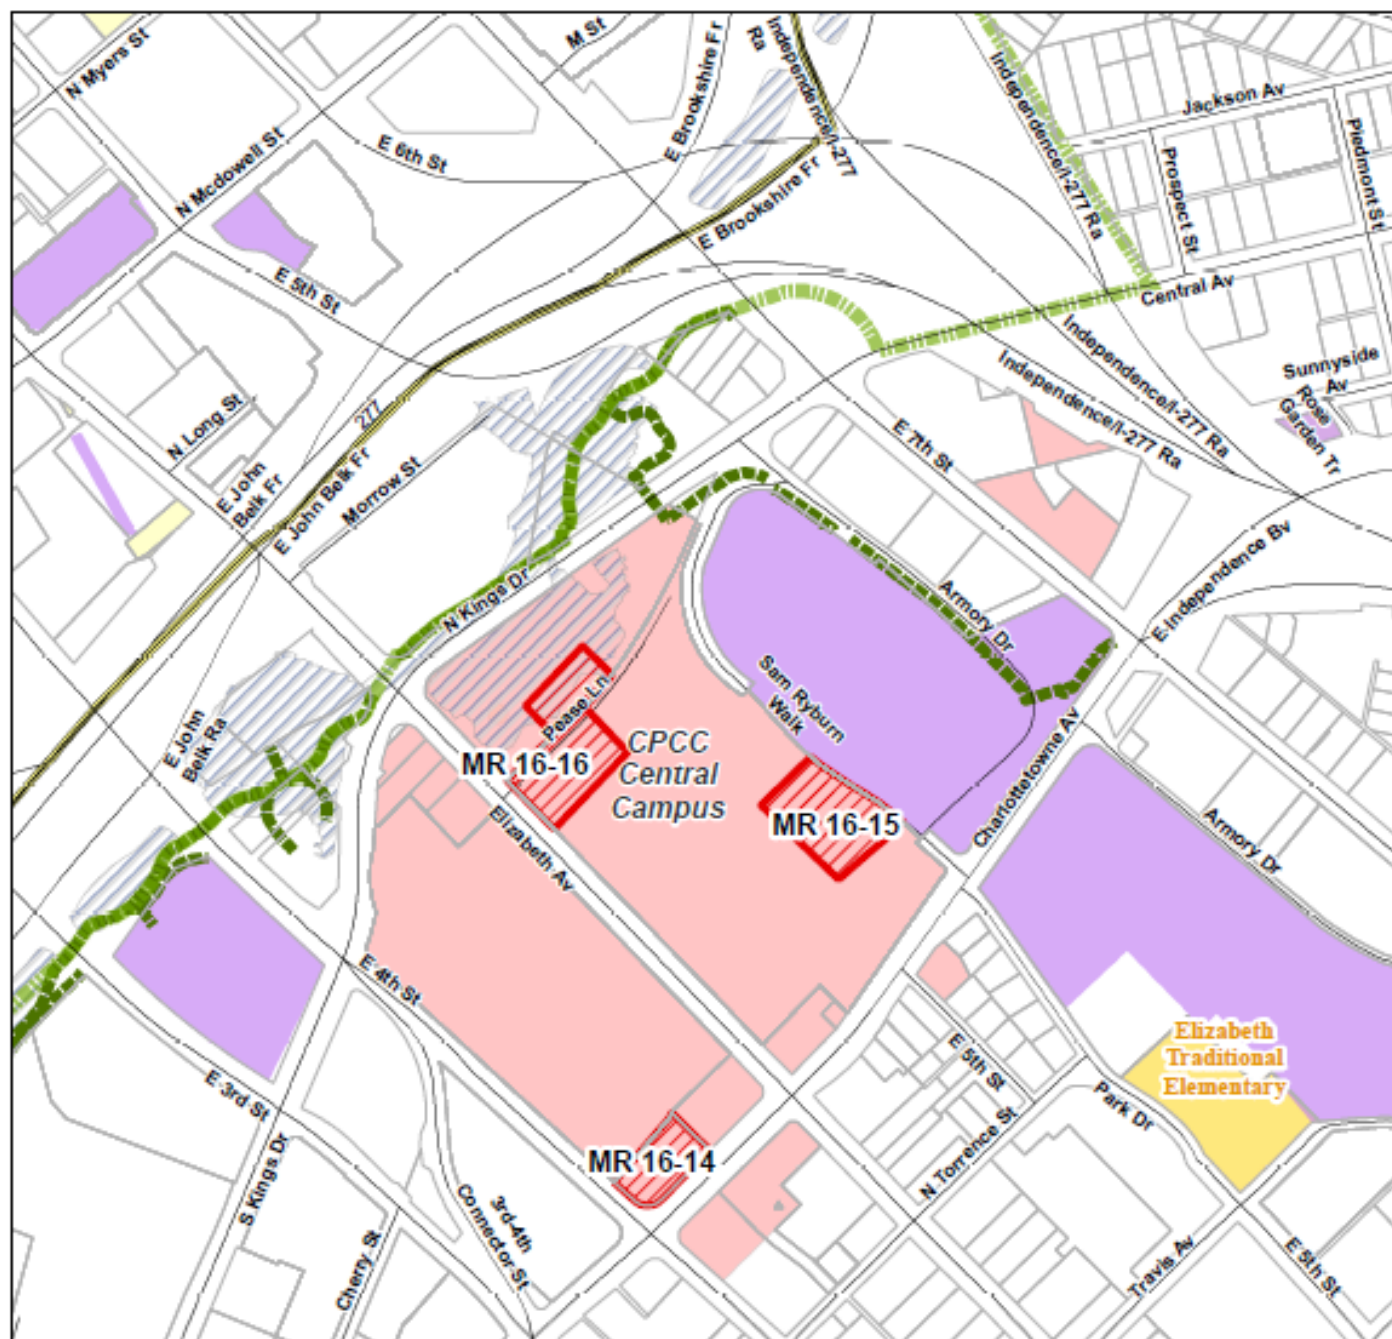 N Myers St
M St
E Brookshire Fr
Independence/I-277
Ra
Independence/I-277 Ra
Jackson Av
Piedmont St
Prospect St
N Mcdowell St
E 6th St
E Brookshire Fr
E 5th St
Central Av
Independence/I-277 Ra
Independence/I-277 Ra
Sunnyside
Av
Rose
Garden Tr
277
N Long St
E John
Belk Fr
E John Belk Fr
Morrow St
E 7th St
E Independence Bv
N Kings Dr
Armory Dr
Sam Ryburn
Walk
Pease Ln
E John
Belk Ra
MR 16-16
CPCC
Central
Campus
MR 16-15
Charlottetowne Av
Elizabeth Av
Armory Dr
E 4th St
E 5th St
Elizabeth
Traditional
Elementary
E 3rd St
Park Dr
N Torrence St
MR 16-14
S Kings Dr
3rd-4th
Connector St
Cherry St
Travis Av
E 5th St